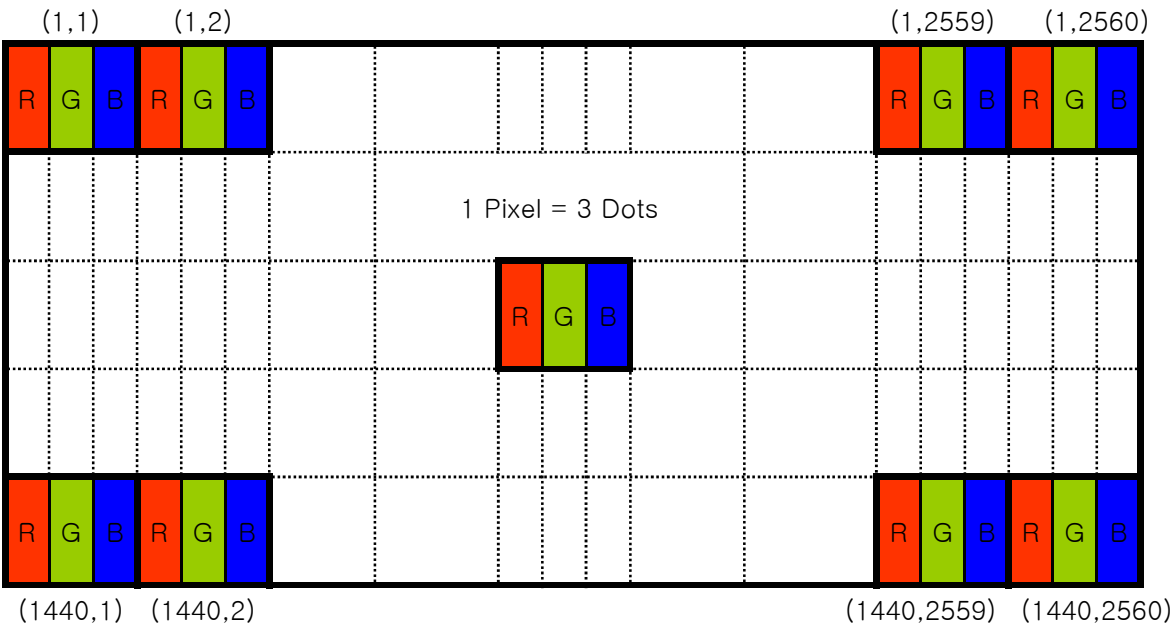 (1,1) (1,2) (1,2559) (1,2560)
R G B R G B R G B R G B
1 Pixel = 3 Dots
R G B
R G B R G B R G B R G B
(1440,1) (1440,2) (1440,2559) (1440,2560)